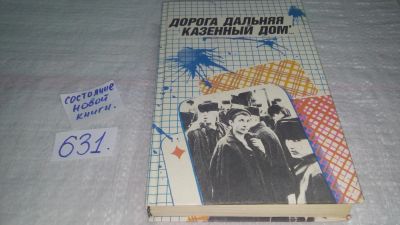 ДОРОГА ДАЛЬНЯЯ
КАЗЕННЫЙ ДОМ
состояние
новой
книги.
631.